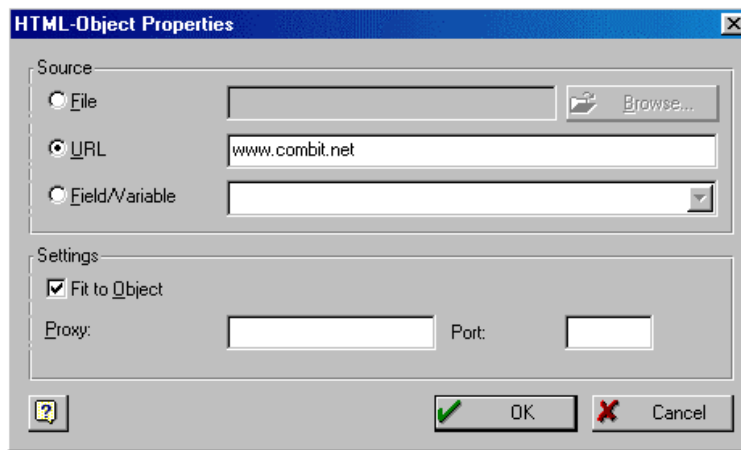 HTML-Object Properties
Source
File
Browse...
URL
www.combit.net
Field/Variable
Settings
Fit to Object
Proxy:
Port:
OK
Cancel